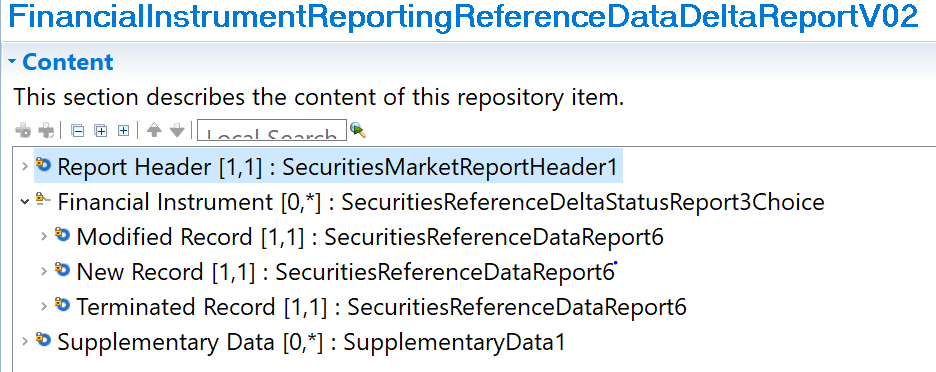 FinancialInstrumentReportingReferenceDataDeltaReportV02
Content
This section describes the content of this repository item.
Local Search
Report Header [1,1] : SecuritiesMarketReportHeader1
Financial Instrument [0,*] : SecuritiesReferenceDeltaStatusReport3Choice
Modified Record [1,1] : SecuritiesReferenceDataReport6
New Record [1,1] : SecuritiesReferenceDataReport6
Terminated Record [1,1] : SecuritiesReferenceDataReport6
Supplementary Data [0,*] : SupplementaryData1